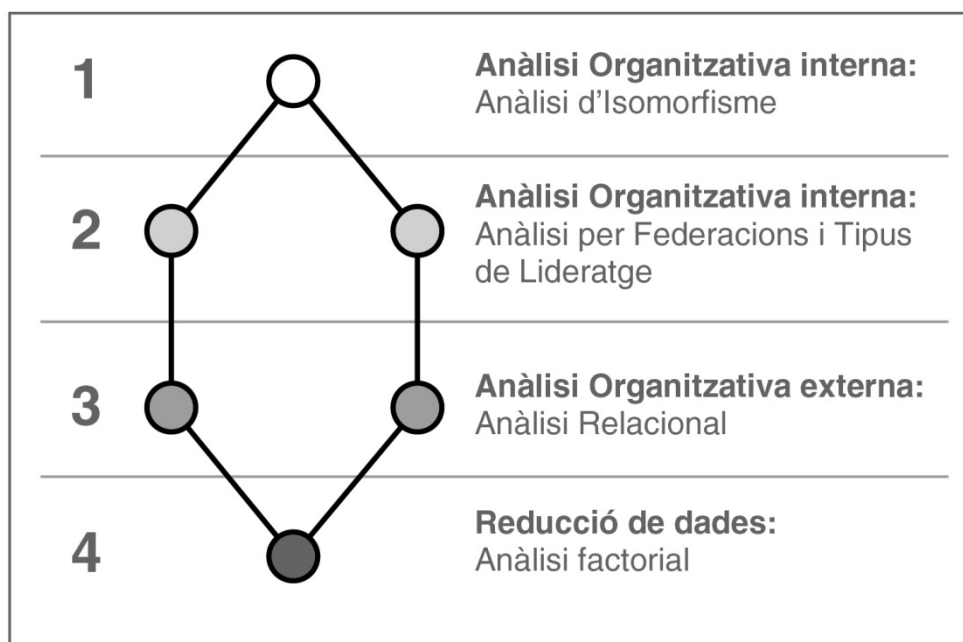 1
Anàlisi Organitzativa interna:
Anàlisi d'Isomorfisme
2
Anàlisi Organitzativa interna:
Anàlisi per Federacions i Tipus
de Lideratge
3
Anàlisi Organitzativa externa:
Anàlisi Relacional
4
Reducció de dades:
Anàlisi factorial